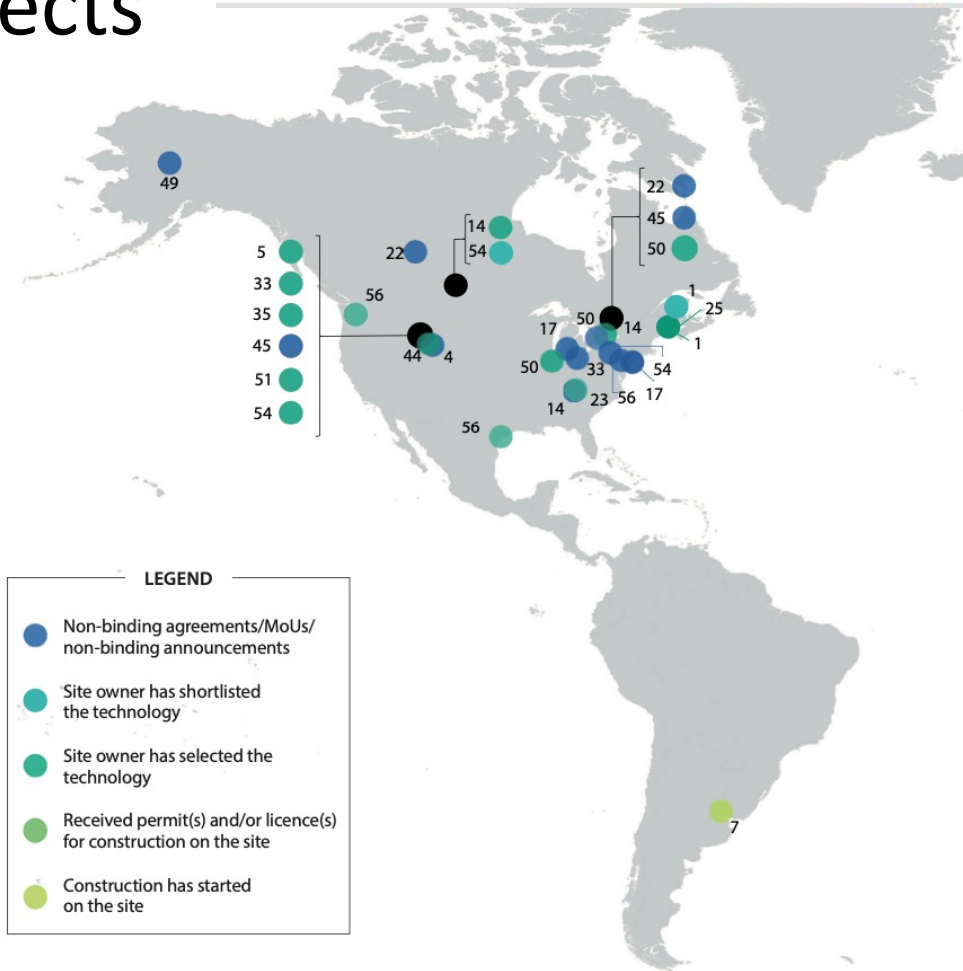 ects
49
5
33
35
45
51
54
56
22
14
54
22
45
50
44
4
56
17
50
50
14
33
14
23
56
54
17
1
25
1
7
LEGEND
Non-binding agreements/MoUs/
non-binding announcements
Site owner has shortlisted
the technology
Site owner has selected the
technology
Received permit(s) and/or licence(s)
for construction on the site
Construction has started
on the site